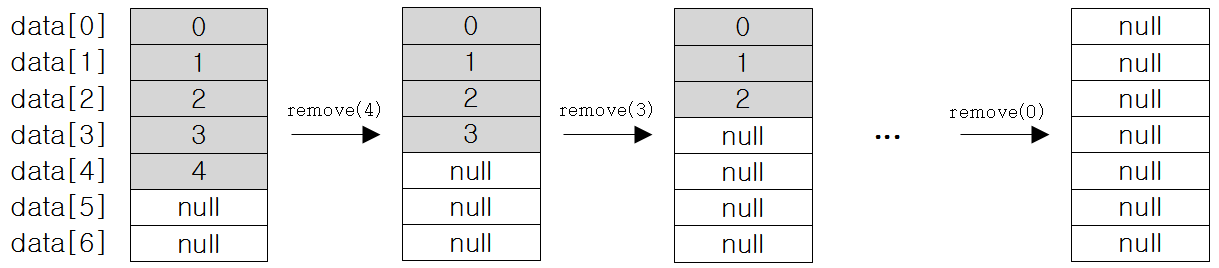 data[0] 0 0 0 null
data[1] 1 1 1 null
data[2] 2 2 2 null
remove(4) remove(3) remove(0)
data[3] 3 3 null ... null
data[4] 4 null null null
data[5] null null null null
data[6] null null null null